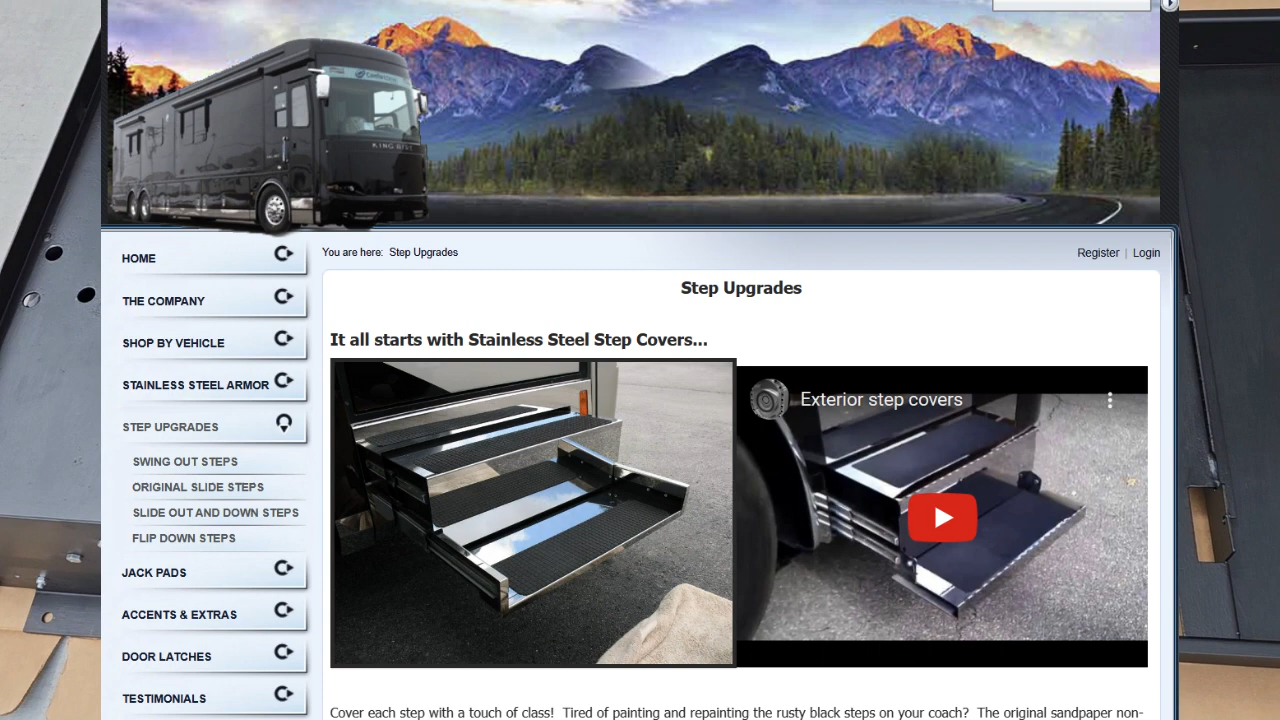 KING AIRE
You are here: Step Upgrades
Register | Login
HOME
THE COMPANY
SHOP BY VEHICLE
STAINLESS STEEL ARMOR
STEP UPGRADES
SWING OUT STEPS
ORIGINAL SLIDE STEPS
SLIDE OUT AND DOWN STEPS
FLIP DOWN STEPS
JACK PADS
ACCENTS & EXTRAS
DOOR LATCHES
TESTIMONIALS
Step Upgrades
It all starts with Stainless Steel Step Covers...
Exterior step covers
Cover each step with a touch of class! Tired of painting and repainting the rusty black steps on your coach? The original sandpaper non-